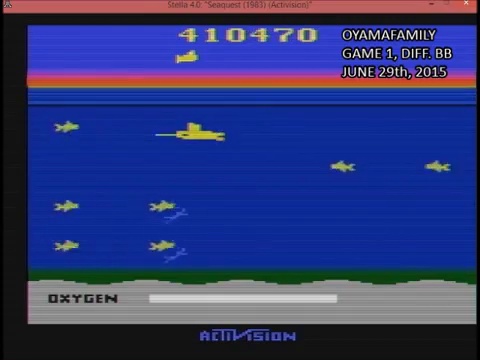 Stella 4.0: "Seaquest (1983) (Activision)"
410470
OYAMAFAMILY
GAME 1, DIFF. BB
JUNE 29th, 2015
OXYGEN
ACTIVISION